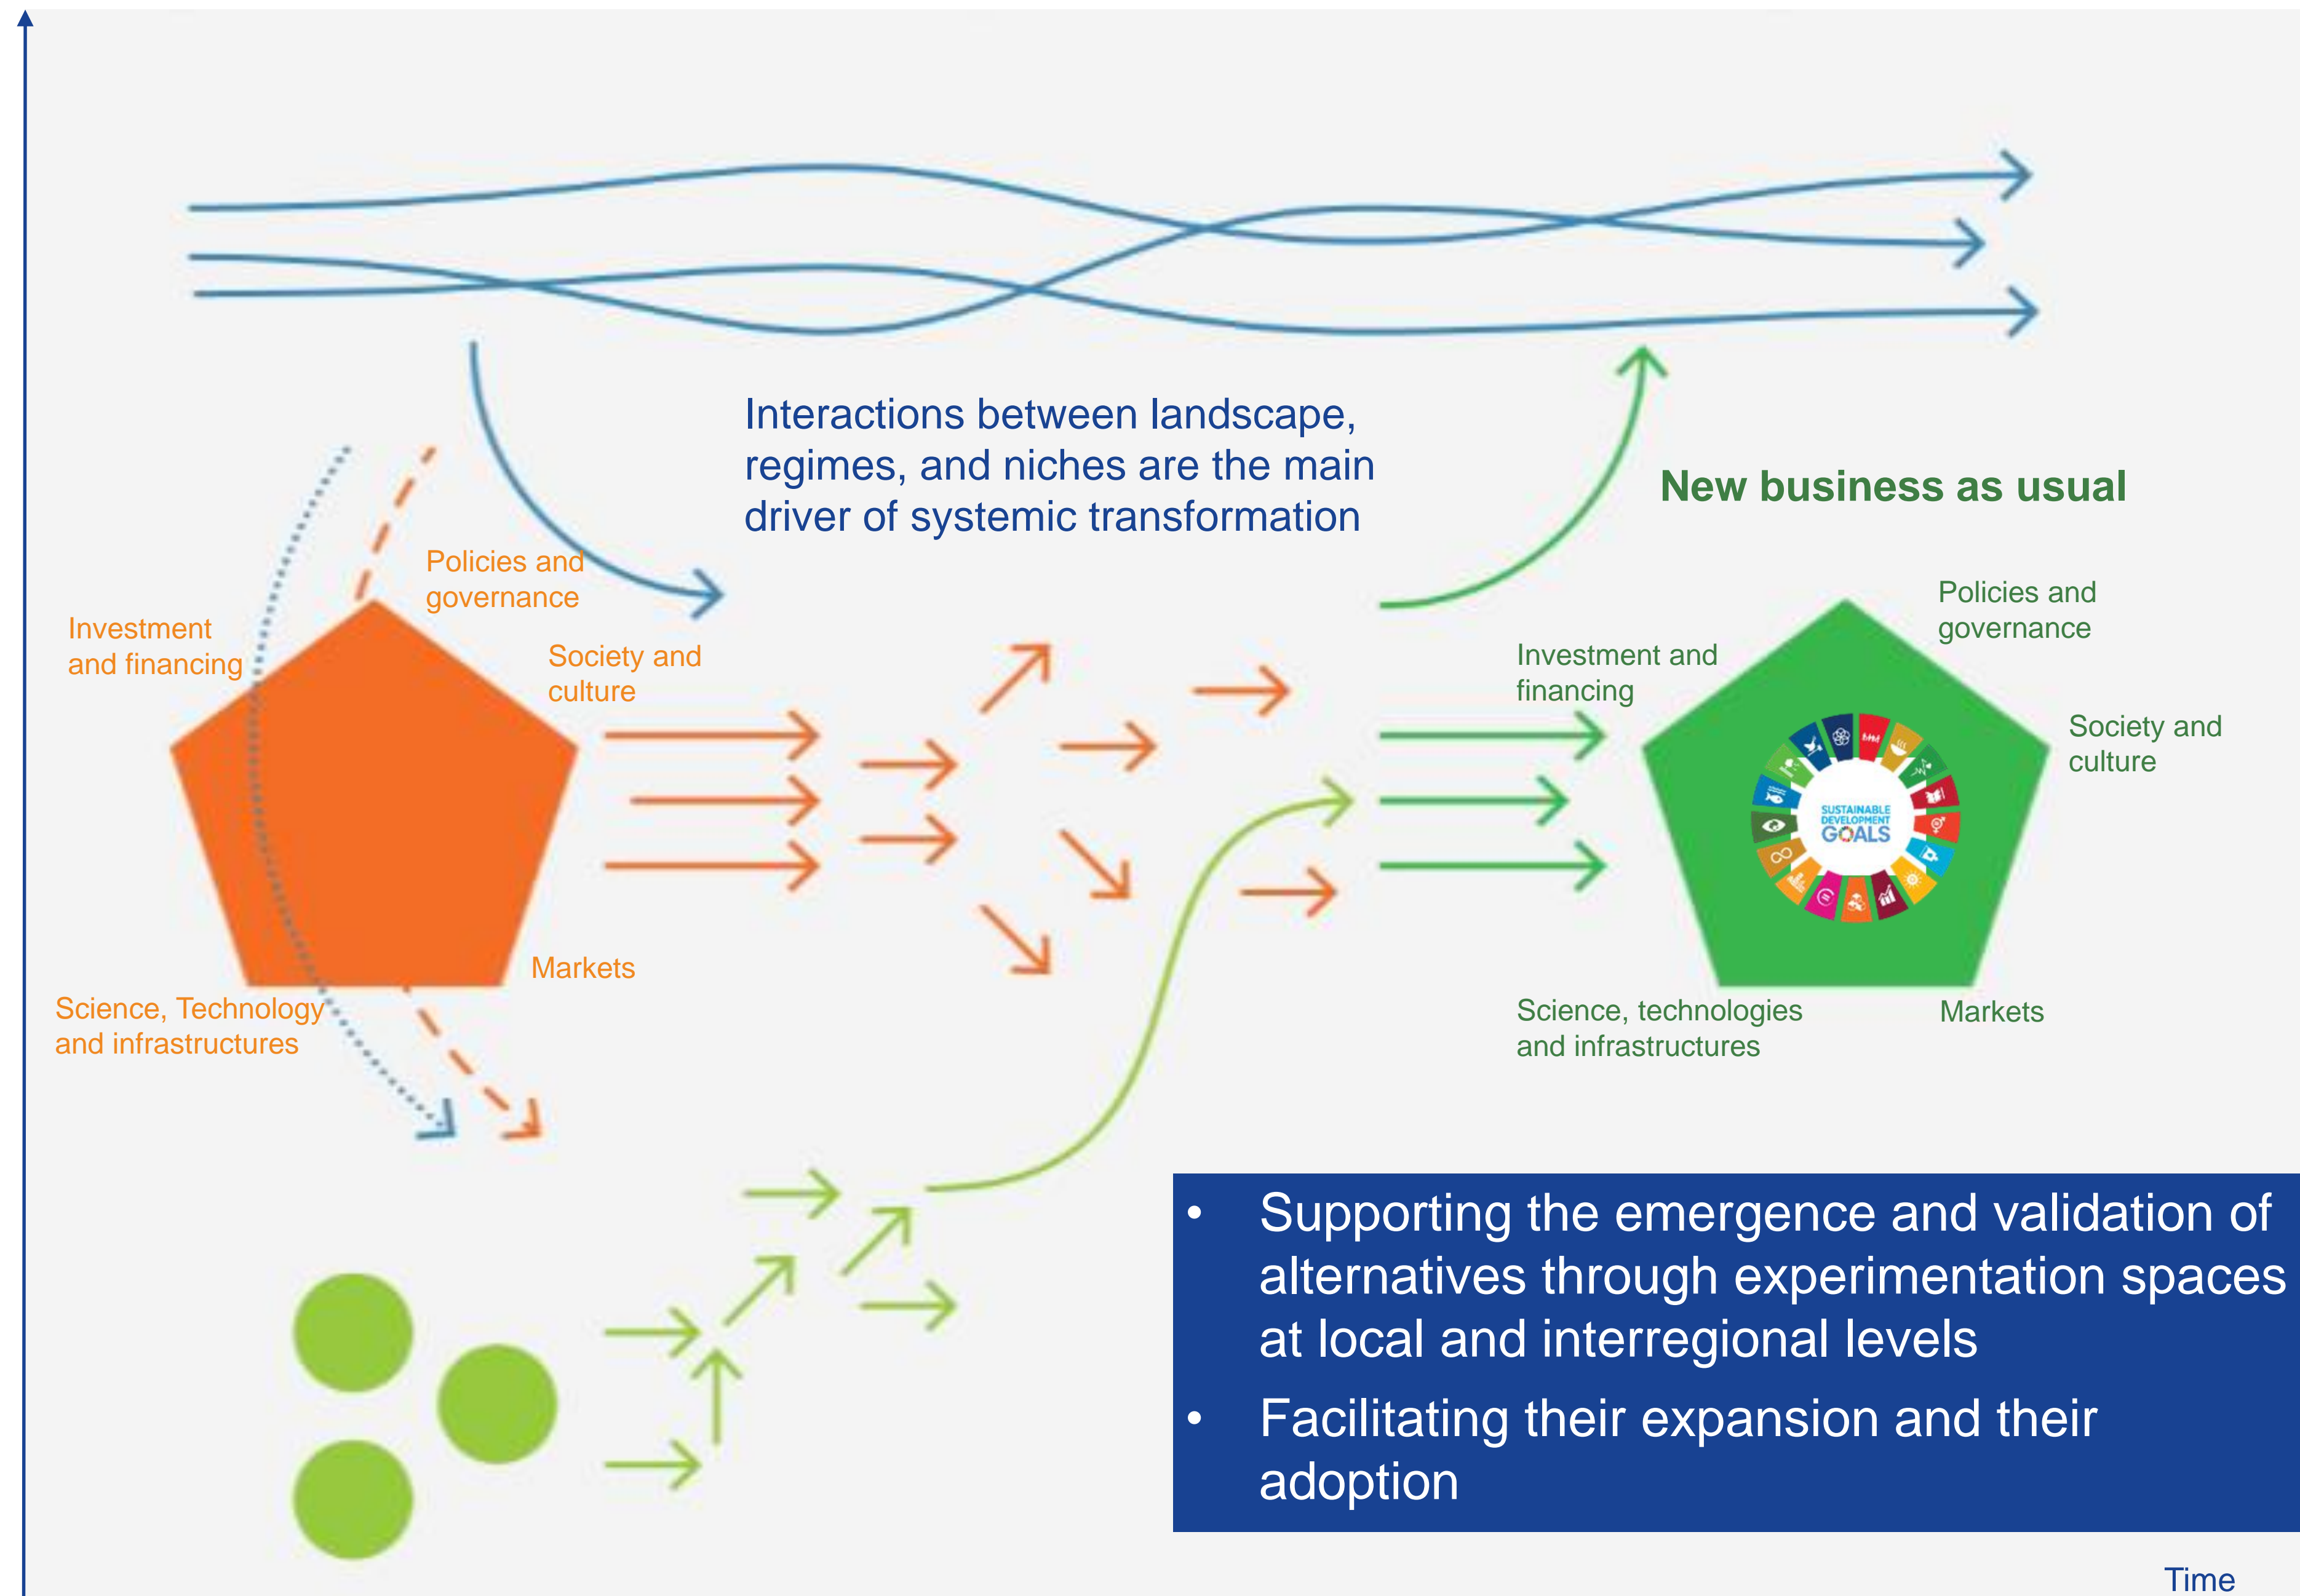 Interactions between landscape,
regimes, and niches are the main
driver of systemic transformation
New business as usual
Policies and
governance
Investment
and financing
Society and
culture
Markets
Science, Technology
and infrastructures
Policies and
governance
Investment and
financing
Society and
culture
SUSTAINABLE
DEVELOPMENT
GOALS
Science, technologies
and infrastructures
Markets
• Supporting the emergence and validation of
alternatives through experimentation spaces
at local and interregional levels
• Facilitating their expansion and their
adoption
Time